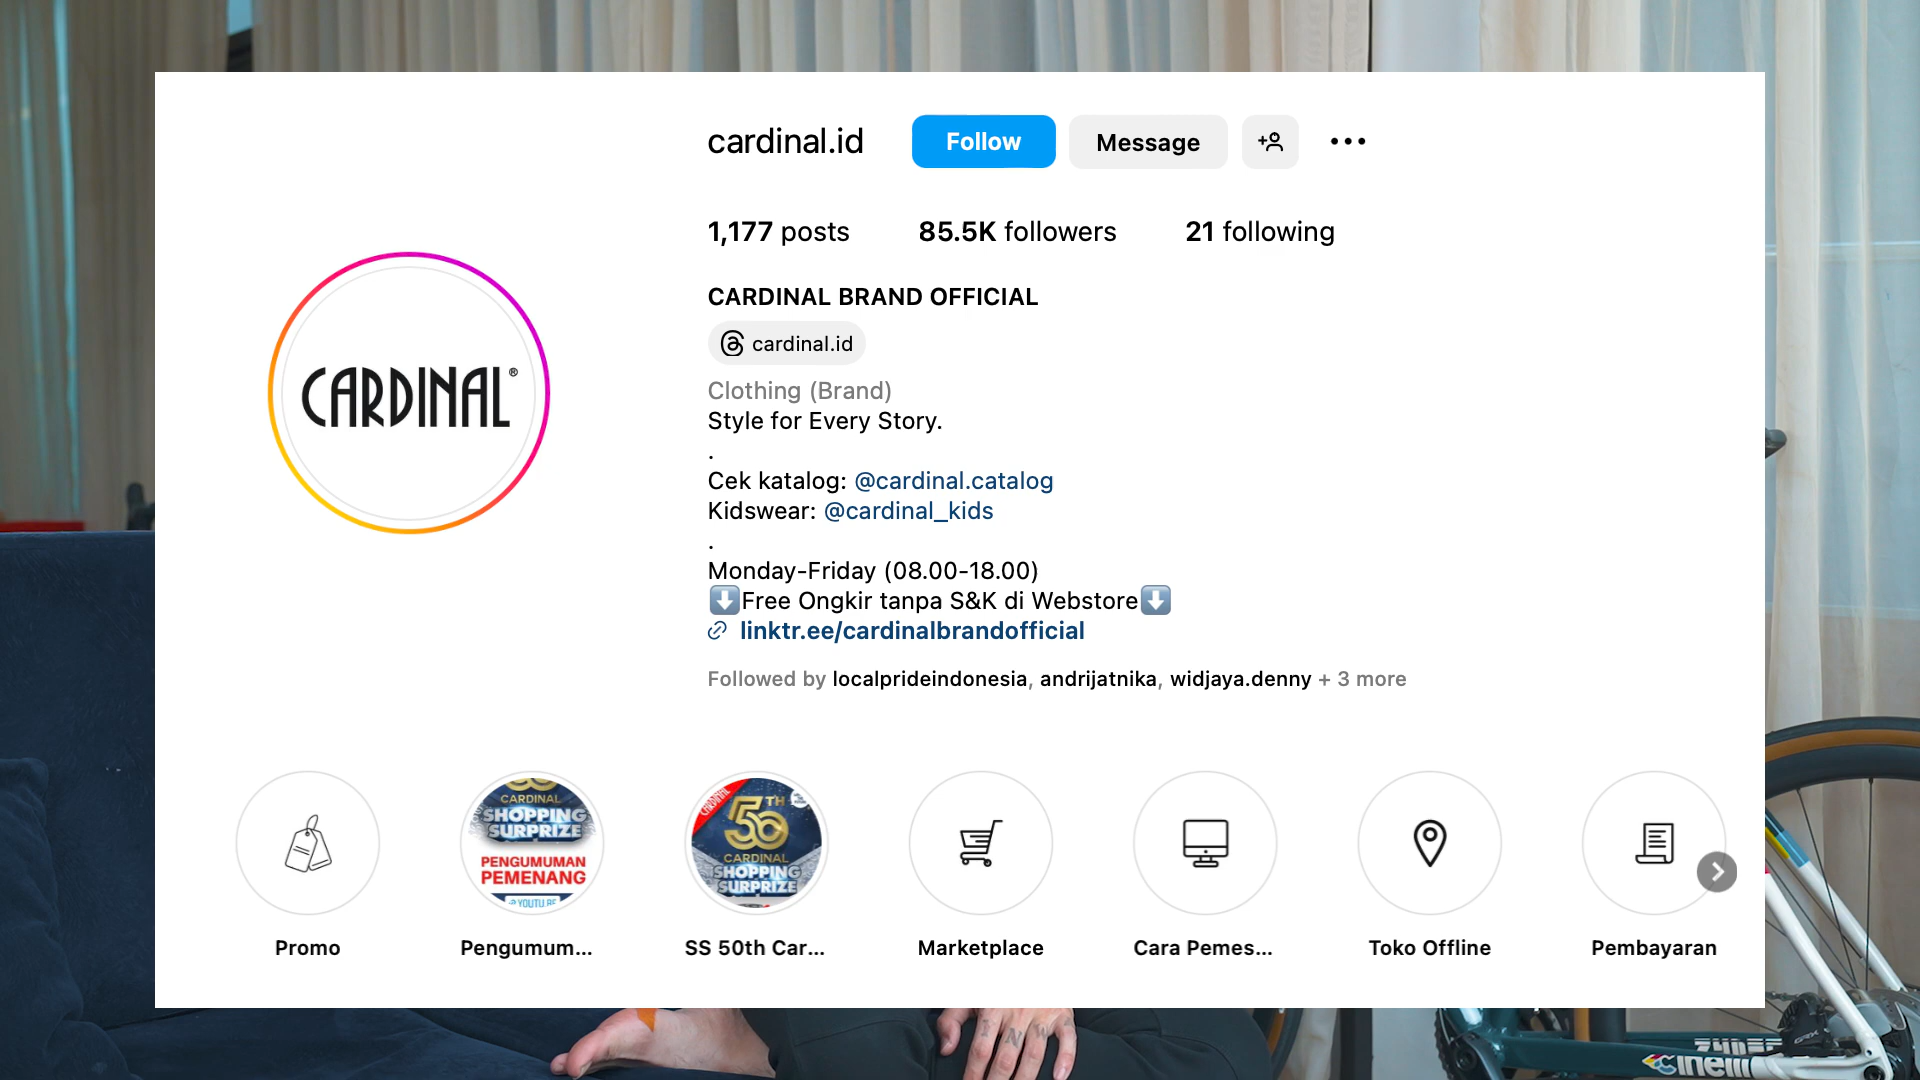 cardinal.id
Follow
Message
1,177 posts
85.5K followers
21 following
CARDINAL BRAND OFFICIAL
cardinal.id
Clothing (Brand)
Style for Every Story.
.
Cek katalog: @cardinal.catalog
Kidswear: @cardinal_kids
.
Monday-Friday (08.00-18.00)
⬇️Free Ongkir tanpa S&K di Webstore⬇️
linktr.ee/cardinalbrandofficial
Followed by localprideindonesia, andrijatnika, widjaya.denny + 3 more
CARDINAL®
CARDINAL
SHOPPING
SURPRIZE
PENGUMUMAN
PEMENANG
CARDINAL
50TH
CARDINAL
SHOPPING
SURPRIZE
Promo
Pengumum...
SS 50th Car...
Marketplace
Cara Pemes...
Toko Offline
Pembayaran
cinelli